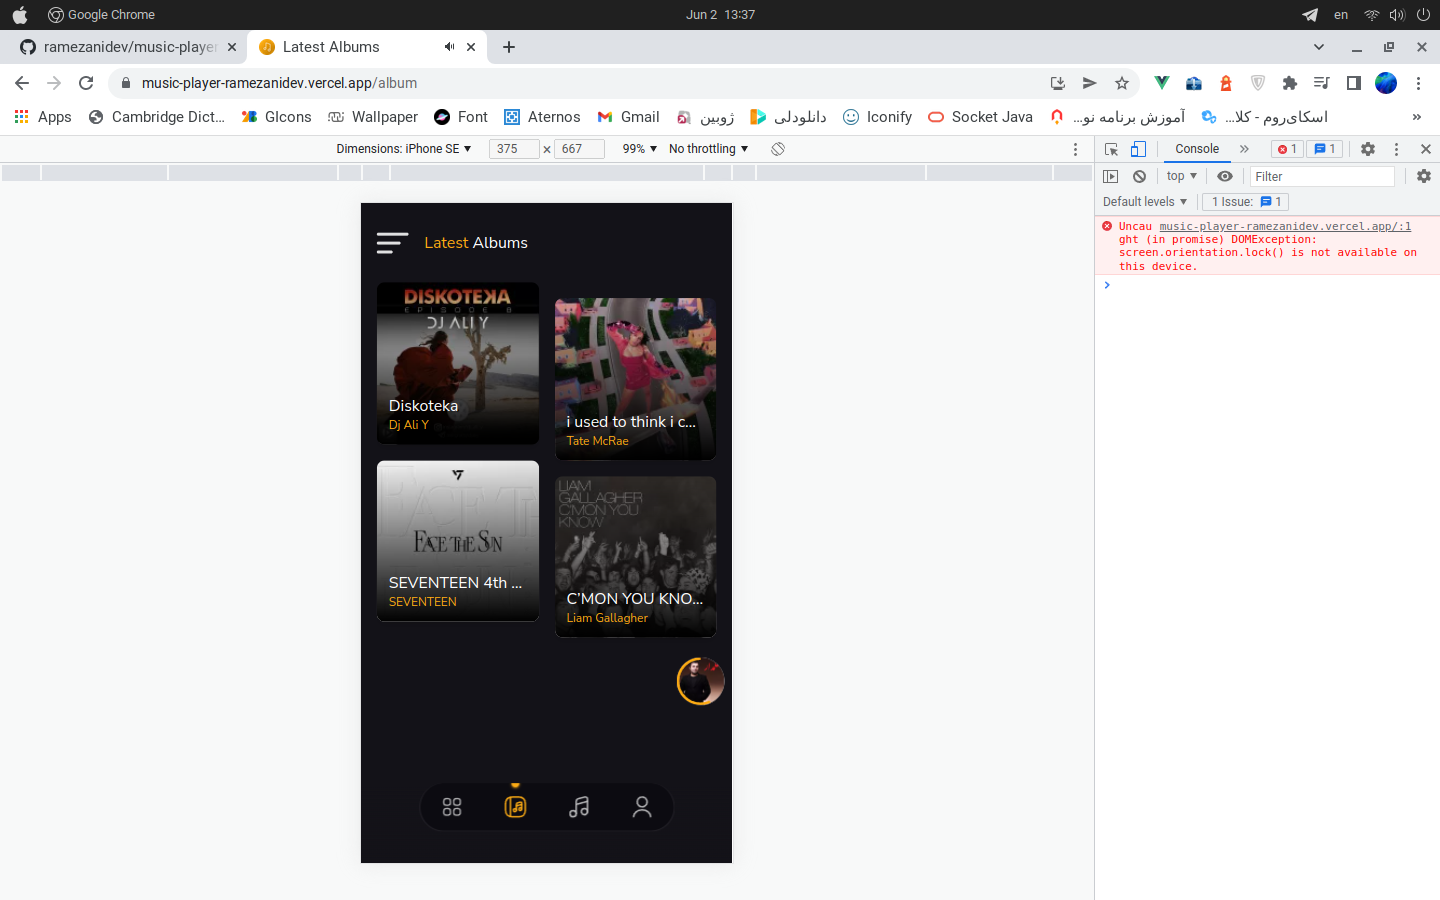 Google Chrome
Jun 2 13:37
en
ramezanidev/music-player
Latest Albums
music-player-ramezanidev.vercel.app/album
Apps
Cambridge Dict...
GIcons
Wallpaper
Font
Aternos
Gmail
ژوبین
دانلودلی
Iconify
Socket Java
آموزش برنامه نو...
اسکای‌روم - کلا...
»
Dimensions: iPhone SE
375 × 667
99%
No throttling
Console
»
1
1
top
Filter
Default levels
1 Issue: 1
Uncau music-player-ramezanidev.vercel.app/:1
ght (in promise) DOMException:
screen.orientation.lock() is not available on
this device.
Latest Albums
DISKOTEKA
EPISODE 8
DJ ALI Y
Diskoteka
Dj Ali Y
i used to think i c...
Tate McRae
FACE THE SUN
SEVENTEEN 4th ...
SEVENTEEN
LIAM
GALLAGHER
C'MON YOU
KNOW
C'MON YOU KNO...
Liam Gallagher